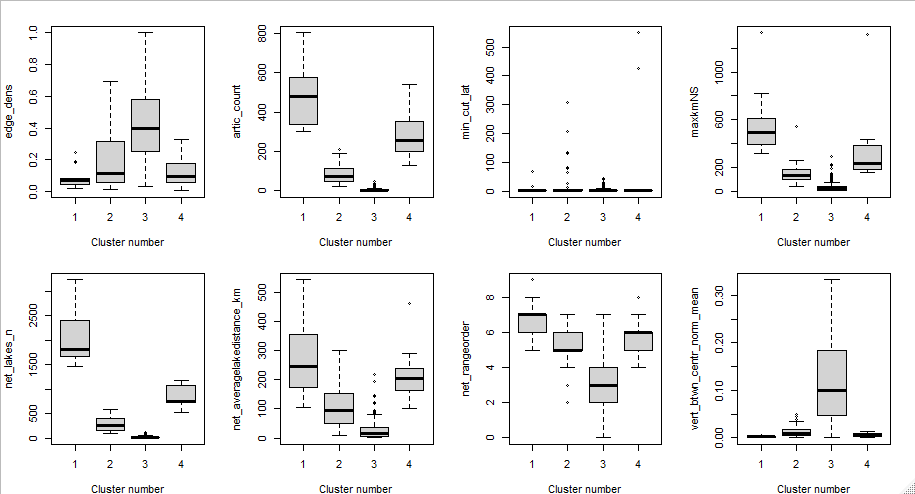 edge_dens
0.0 0.2 0.4 0.6 0.8 1.0
1 2 3 4
Cluster number
artic_count
0 200 400 600 800
1 2 3 4
Cluster number
min_cut_lat
0 100 200 300 400 500
1 2 3 4
Cluster number
maxkmNS
0 200 600 1000
1 2 3 4
Cluster number
net_lakes_n
0 500 1500 2500
1 2 3 4
Cluster number
net_averagelakedistance_km
0 100 200 300 400 500
1 2 3 4
Cluster number
net_rangeorder
0 2 4 6 8
1 2 3 4
Cluster number
vert_btwn_centr_norm_mean
0.00 0.10 0.20 0.30
1 2 3 4
Cluster number